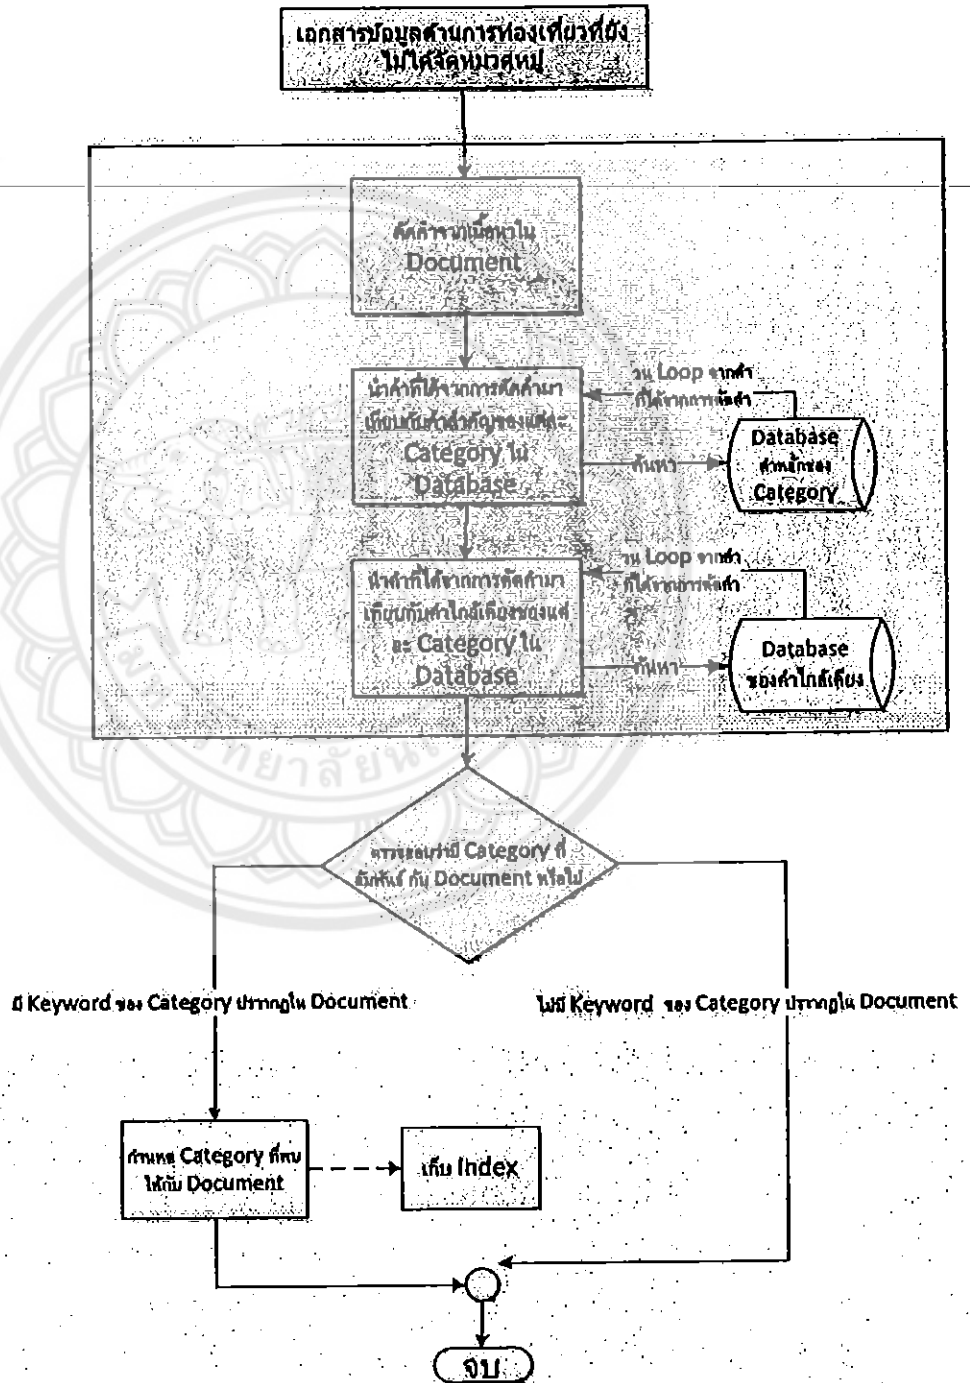 เอกสารข้อมูลด้านการท่องเที่ยวที่ยัง
ไม่ได้จัดหมวดหมู่
ตัดคำจากเนื้อหาใน
Document
นำคำที่ได้จากการตัดคำมา
เทียบกับคำสำคัญของแต่ละ
Category ใน
Database
วน Loop จากคำ
ที่ได้จากการตัดคำ
ค้นหา
Database
คำหลักของ
Category
นำคำที่ได้จากการตัดคำมา
เทียบกับคำใกล้เคียงของแต่
ละ Category ใน
Database
วน Loop จากคำ
ที่ได้จากการตัดคำ
ค้นหา
Database
ของคำใกล้เคียง
ตรวจสอบว่ามี Category ที่
สัมพันธ์ กับ Document หรือไม่
มี Keyword ของ Category ปรากฏใน Document
ไม่มี Keyword ของ Category ปรากฏใน Document
กำหนด Category ที่พบ
ให้กับ Document
เก็บ Index
จบ